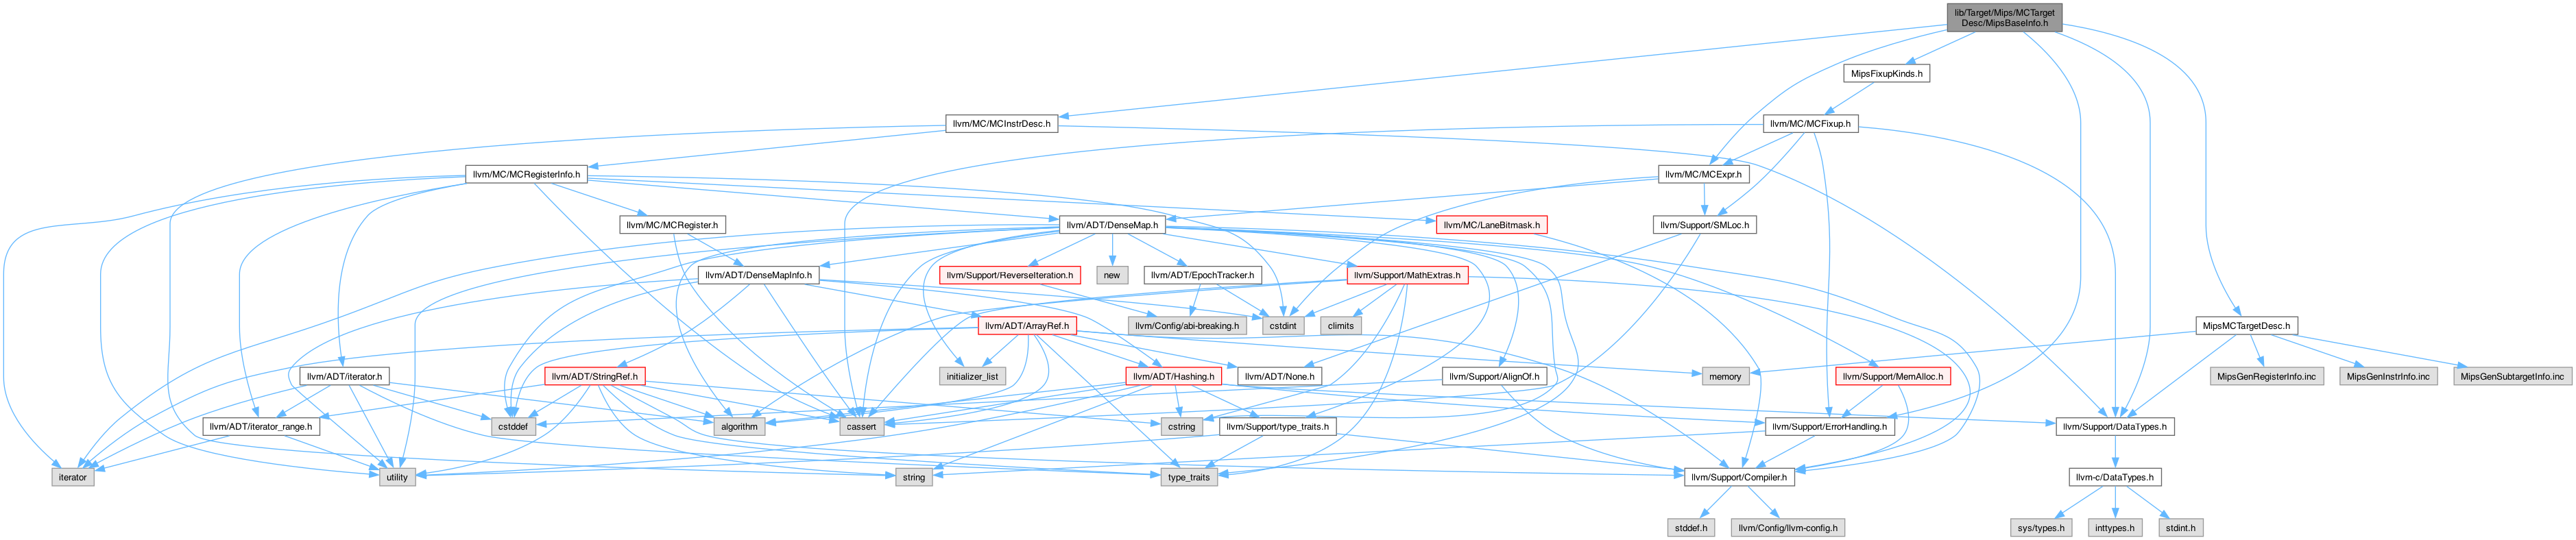 lib/Target/Mips/MCTarget
Desc/MipsBaseInfo.h
MipsFixupKinds.h
llvm/MC/MCInstrDesc.h
llvm/MC/MCFixup.h
llvm/MC/MCRegisterInfo.h
llvm/MC/MCExpr.h
llvm/MC/MCRegister.h
llvm/ADT/DenseMap.h
llvm/MC/LaneBitmask.h
llvm/Support/SMLoc.h
llvm/ADT/DenseMapInfo.h
llvm/Support/ReverseIteration.h
new
llvm/ADT/EpochTracker.h
llvm/Support/MathExtras.h
llvm/ADT/ArrayRef.h
llvm/Config/abi-breaking.h
cstdint
climits
MipsMCTargetDesc.h
llvm/ADT/iterator.h
llvm/ADT/StringRef.h
initializer_list
llvm/ADT/Hashing.h
llvm/ADT/None.h
llvm/Support/AlignOf.h
memory
llvm/Support/MemAlloc.h
MipsGenRegisterInfo.inc
MipsGenInstrInfo.inc
MipsGenSubtargetInfo.inc
llvm/ADT/iterator_range.h
cstddef
algorithm
cassert
cstring
llvm/Support/type_traits.h
llvm/Support/ErrorHandling.h
llvm/Support/DataTypes.h
iterator
utility
string
type_traits
llvm/Support/Compiler.h
llvm-c/DataTypes.h
stddef.h
llvm/Config/llvm-config.h
sys/types.h
inttypes.h
stdint.h